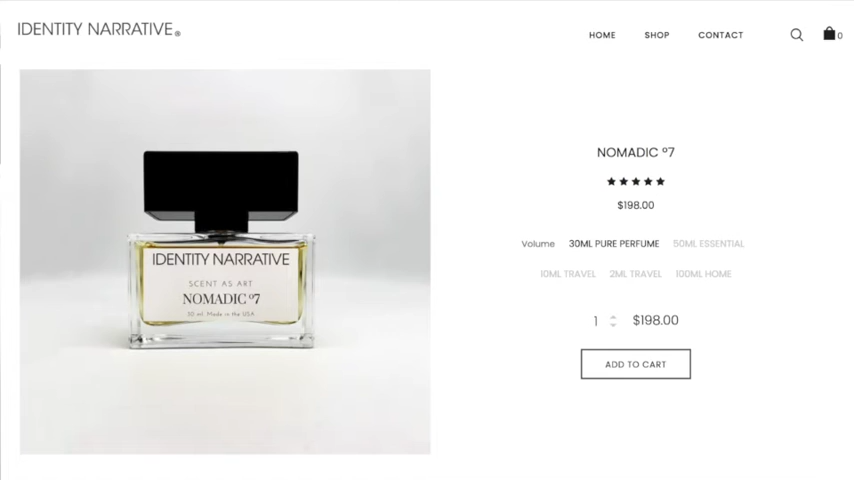 IDENTITY NARRATIVE®
HOME SHOP CONTACT 0
IDENTITY NARRATIVE
SCENT AS ART
NOMADIC º7
30 ml. Made in the USA
NOMADIC º7
$198.00
Volume 30ML PURE PERFUME 50ML ESSENTIAL
10ML TRAVEL 2ML TRAVEL 100ML HOME
1 $198.00
ADD TO CART